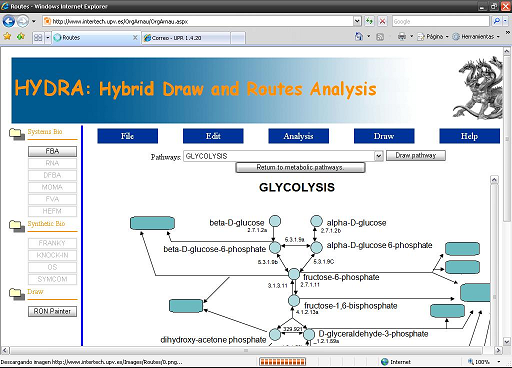 Routes - Windows Internet Explorer
http://www.intertech.upv.es/OrgArnau/OrgArnau.aspx
Google
Routes
Correo - UPR 1.4.20
Página
Herramientas
HYDRA: Hybrid Draw and Routes Analysis
Systems Bio
File Edit Analysis Draw Help
FBA
RNA
DFBA
MOMA
FVA
HEFM
Synthetic Bio
FRANKY
KNOCK-IN
OS
SYMCOM
Draw
RON Painter
Pathways: GLYCOLYSIS Draw pathway
Return to metabolic pathways.
GLYCOLYSIS
beta-D-glucose alpha-D-glucose
2.7.1.2a 2.7.1.2b
5.3.1.9a
beta-D-glucose-6-phosphate alpha-D-glucose 6-phosphate
5.3.1.9b 5.3.1.9C
fructose-6-phosphate
3.1.3.11 2.7.1.11
fructose-1,6-bisphosphate
4.1.2.13a
329.921
dihydroxy-acetone phosphate D-glyceraldehyde-3-phosphate
1.2.1.59a
Descargando imagen http://www.intertech.upv.es/Images/Routes/0.png...
Internet
100%